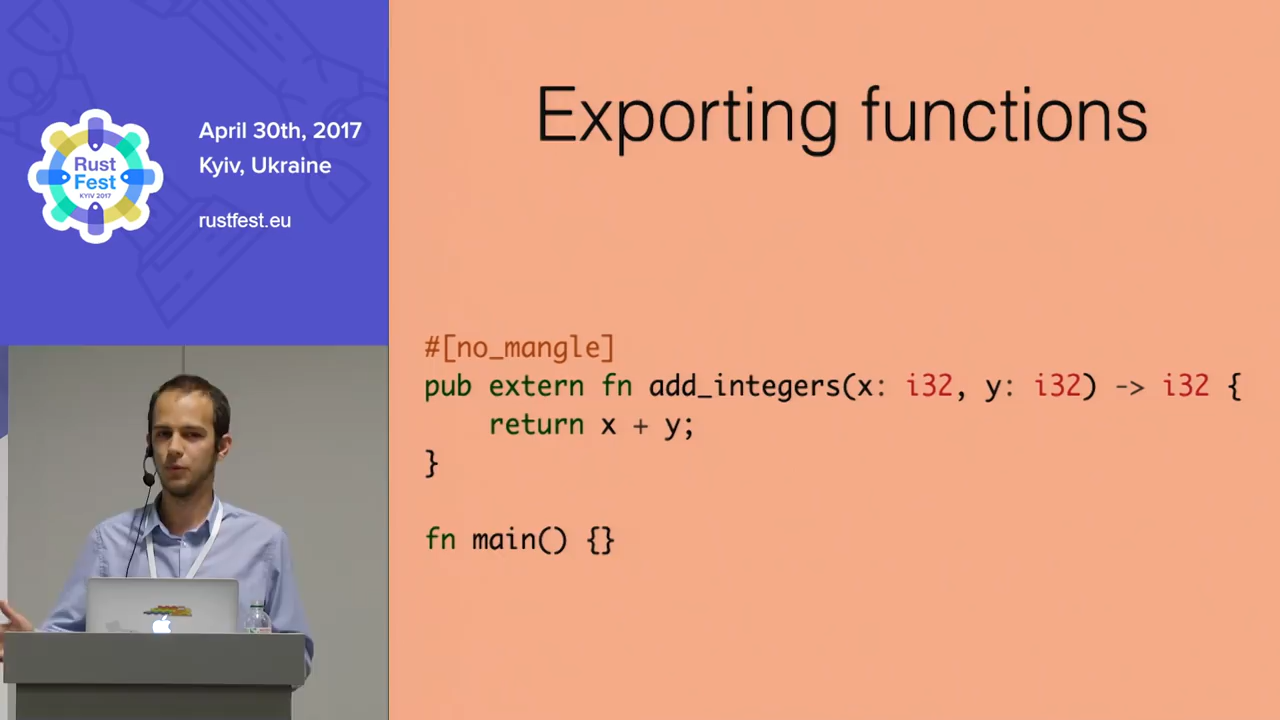 April 30th, 2017
Kyiv, Ukraine
rustfest.eu
Rust
Fest
KYIV 2017
Exporting functions
#[no_mangle]
pub extern fn add_integers(x: i32, y: i32) -> i32 {
    return x + y;
}
fn main() {}